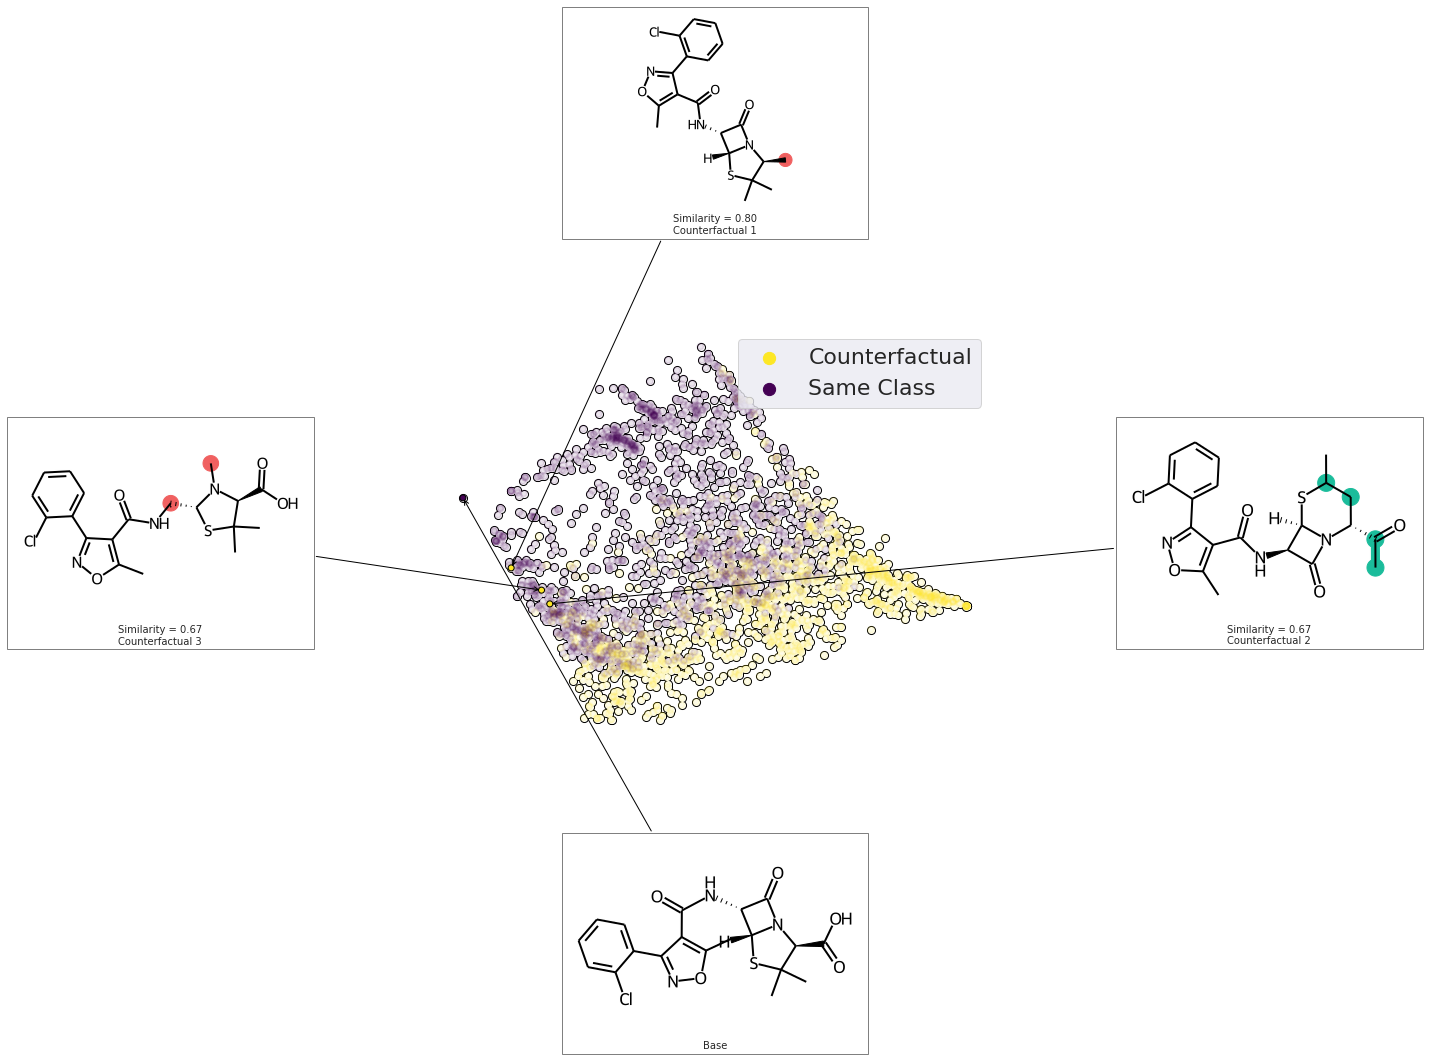 Cl
N
O
O
HN
O
H
N
S
Similarity = 0.80
Counterfactual 1
Counterfactual
Same Class
O
N
O
OH
NH
S
Cl
N
O
Similarity = 0.67
Counterfactual 3
Cl
S
O
H
N
O
N
N
H
O
O
Similarity = 0.67
Counterfactual 2
O
H
N
O
N
OH
H
O
S
N
O
Cl
Base